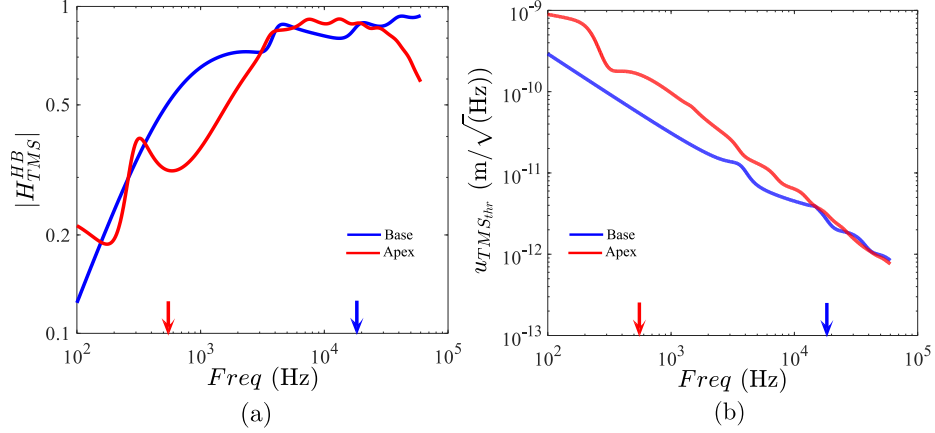 1
0.5
0.2
0.1
10^2
10^3
10^4
10^5
|H_{TMS}^{HB}|
Base
Apex
Freq (Hz)
(a)
10^-9
10^-10
10^-11
10^-12
10^-13
10^2
10^3
10^4
10^5
u_{TMS_{thr}} (m/√(Hz))
Base
Apex
Freq (Hz)
(b)